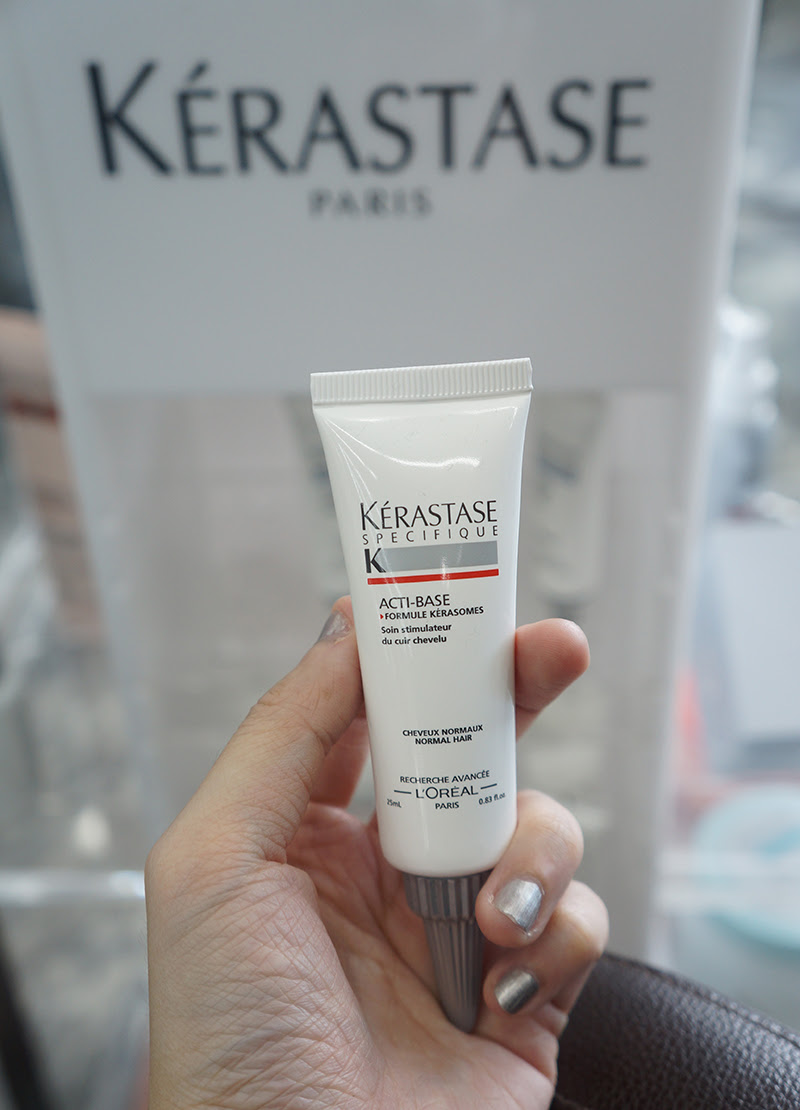 KÉRASTASE
PARIS
KÉRASTASE
SPECIFIQUE
K
ACTI-BASE
FORMULE KÉRASOMES
Soin stimulateur
du cuir chevelu
CHEVEUX NORMAUX
NORMAL HAIR
RECHERCHE AVANCÉE
L'ORÉAL
25mL PARIS 0.83 fl.oz